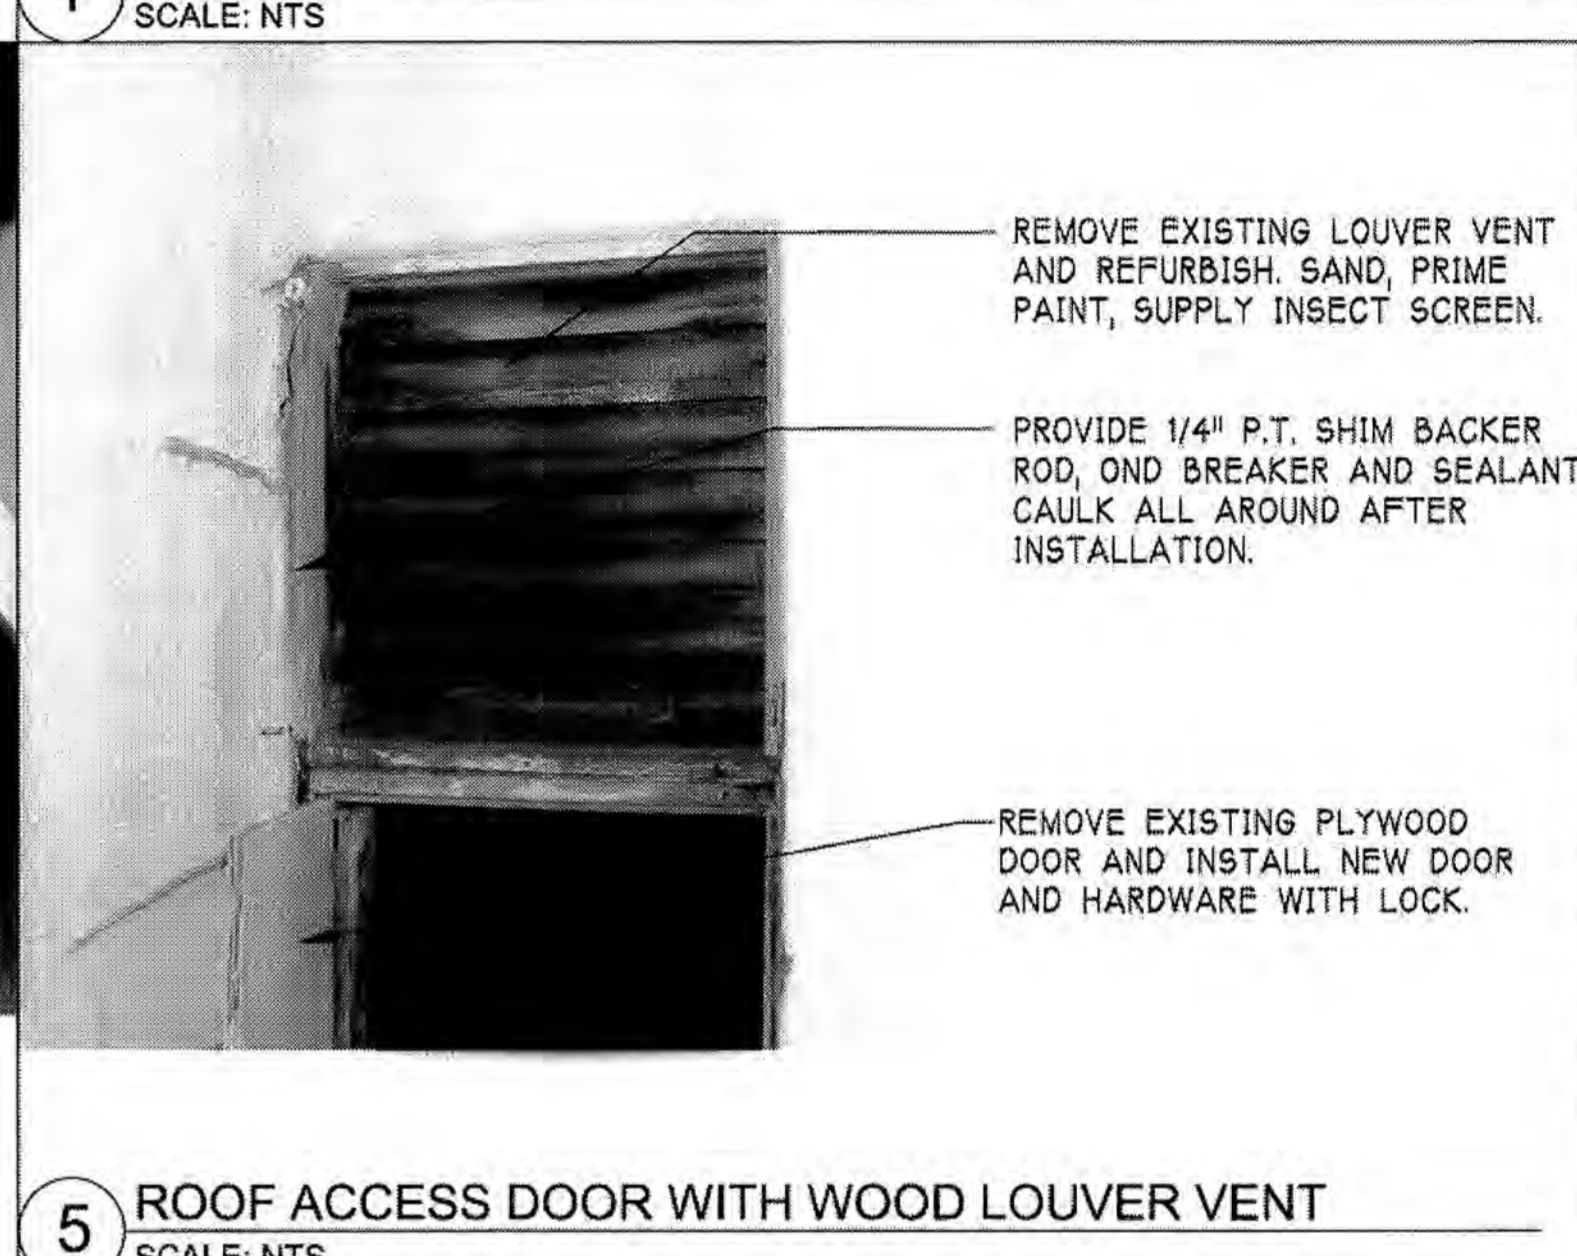 SCALE: NTS
REMOVE EXISTING LOUVER VENT
AND REFURBISH. SAND, PRIME
PAINT, SUPPLY INSECT SCREEN.
PROVIDE 1/4" P.T. SHIM BACKER
ROD, OND BREAKER AND SEALANT
CAULK ALL AROUND AFTER
INSTALLATION.
REMOVE EXISTING PLYWOOD
DOOR AND INSTALL NEW DOOR
AND HARDWARE WITH LOCK.
5 ROOF ACCESS DOOR WITH WOOD LOUVER VENT
SCALE: NTS